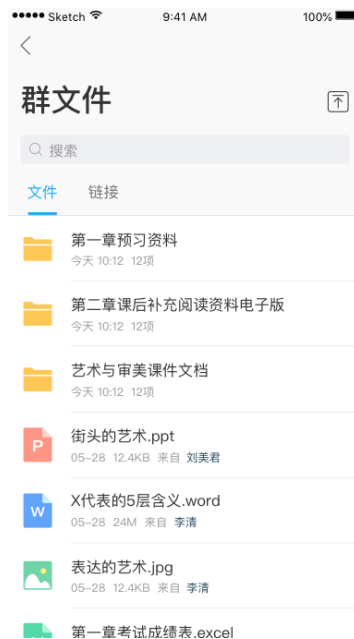 Sketch 9:41 AM 100%
群文件
搜索
文件 链接
第一章预习资料
今天 10:12 12项
第二章课后补充阅读资料电子版
今天 10:12 12项
艺术与审美课件文档
今天 10:12 12项
P
街头的艺术.ppt
05-28 12.4KB 来自 刘美君
W
X代表的5层含义.word
05-28 24M 来自 李清
表达的艺术.jpg
05-28 12.4KB 来自 李清
第一章考试成绩表.excel